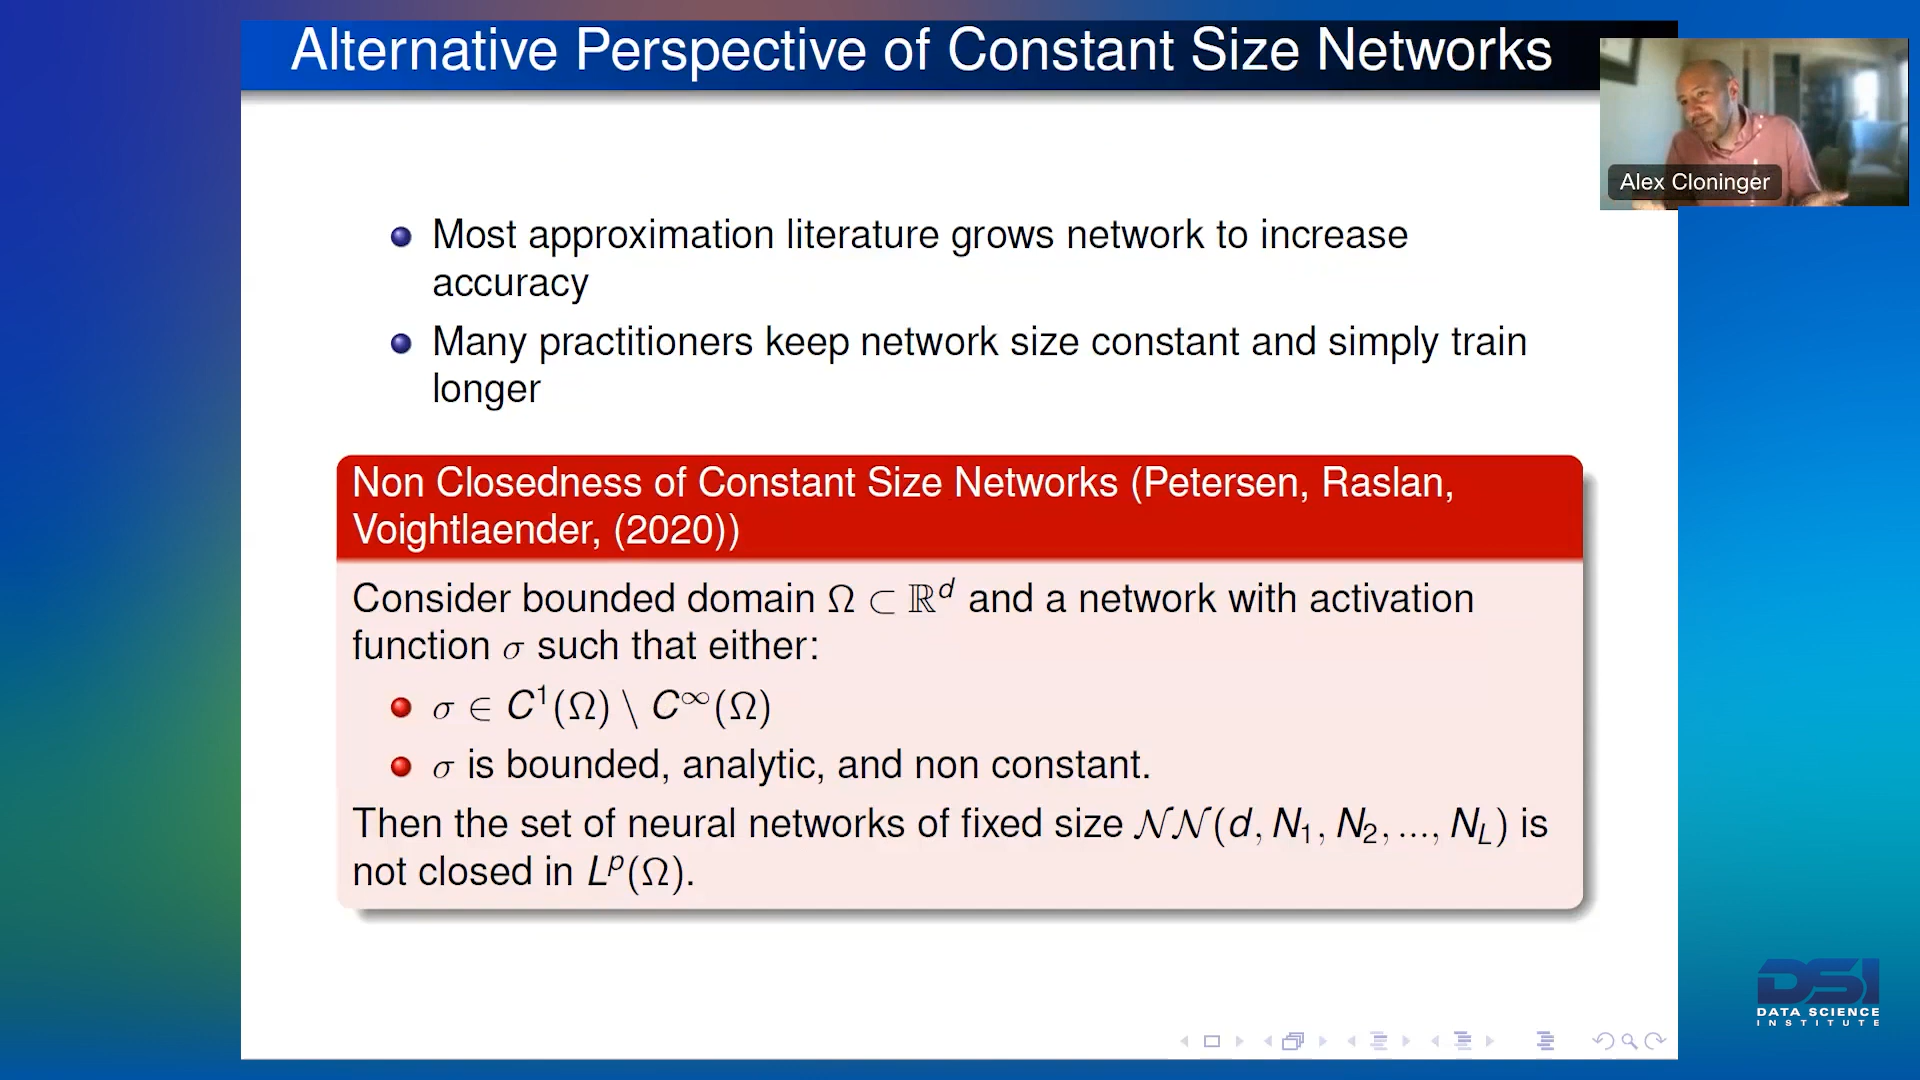 Alternative Perspective of Constant Size Networks
Alex Cloninger
Most approximation literature grows network to increase
accuracy
Many practitioners keep network size constant and simply train
longer
Non Closedness of Constant Size Networks (Petersen, Raslan,
Voightlaender, (2020))
Consider bounded domain Ω ⊂ ℝ^d and a network with activation
function σ such that either:
σ ∈ C^1(Ω) \ C^∞(Ω)
σ is bounded, analytic, and non constant.
Then the set of neural networks of fixed size 𝒩𝒩(d, N_1, N_2, ..., N_L) is
not closed in L^p(Ω).
DSI
DATA SCIENCE
INSTITUTE